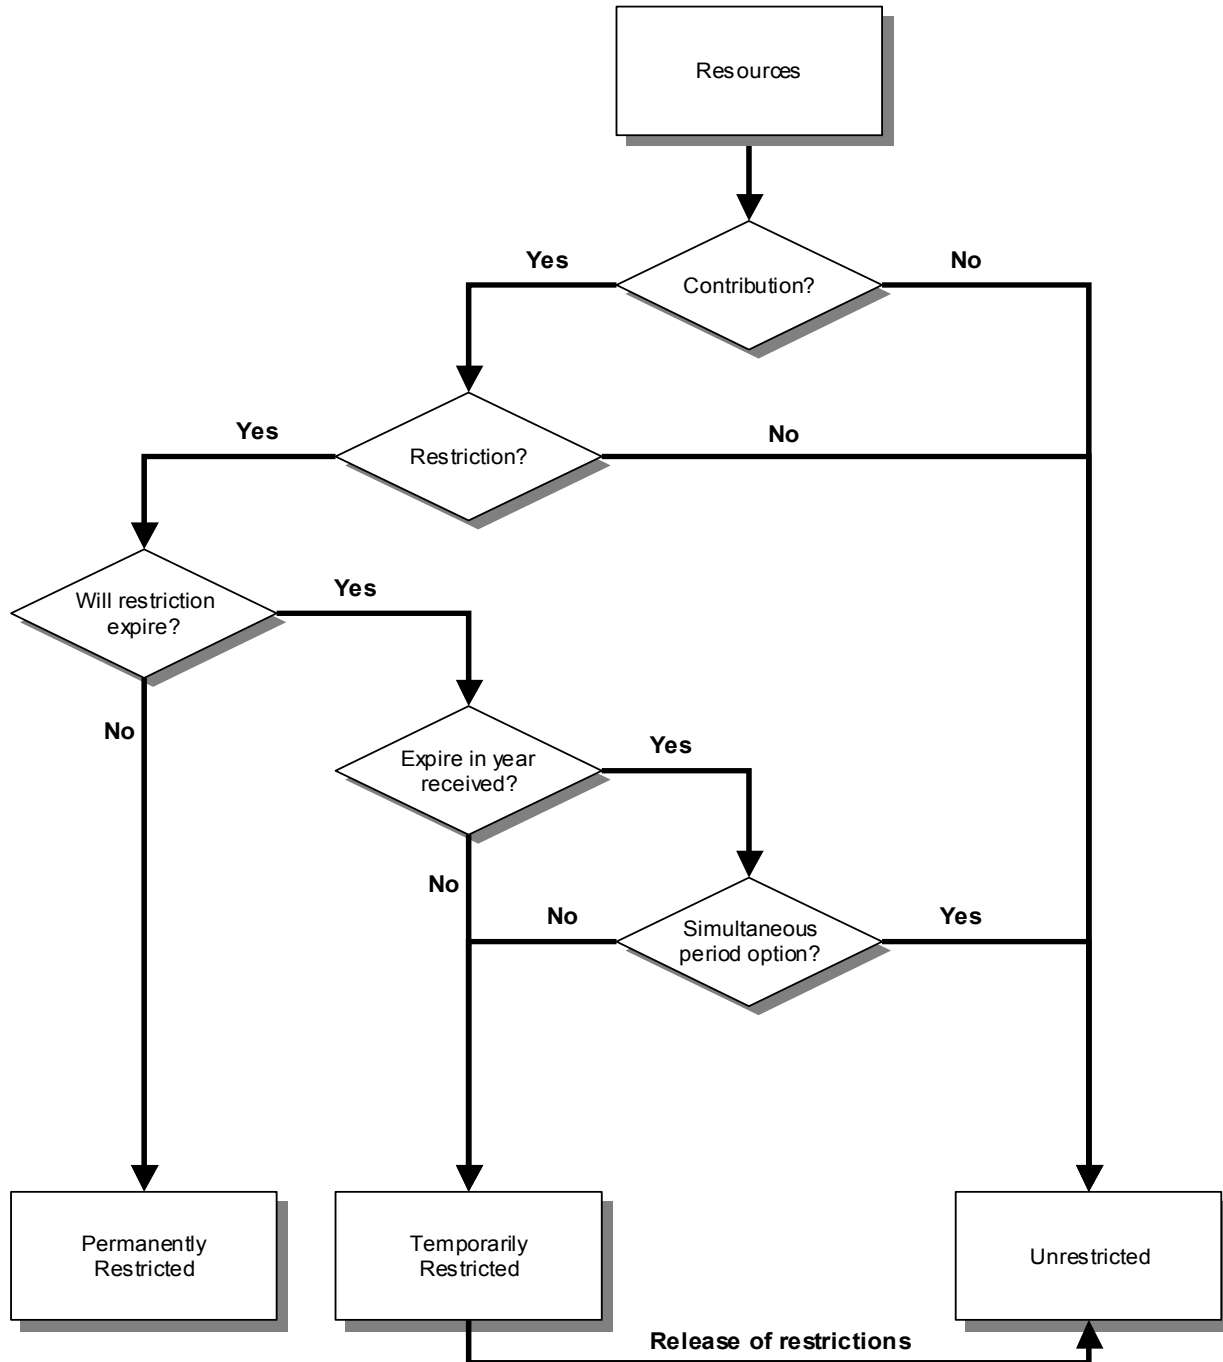 Resources
Contribution?
Yes
No
Restriction?
Yes
No
Will restriction
expire?
Yes
No
Expire in year
received?
Yes
No
Simultaneous
period option?
No
Yes
Permanently
Restricted
Temporarily
Restricted
Unrestricted
Release of restrictions